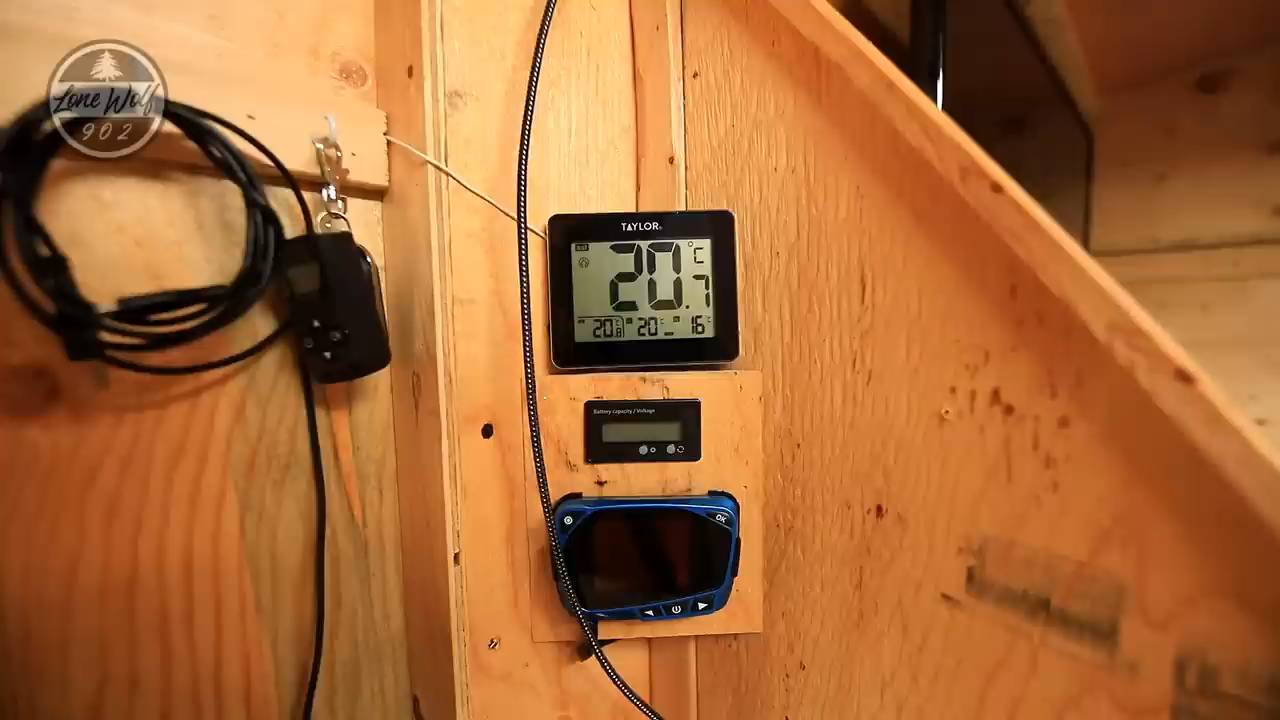 Lone Wolf
902
TAYLOR
20.7 °C
20.8 °C 20 °C 16 °C
Battery capacity / Voltage
OK